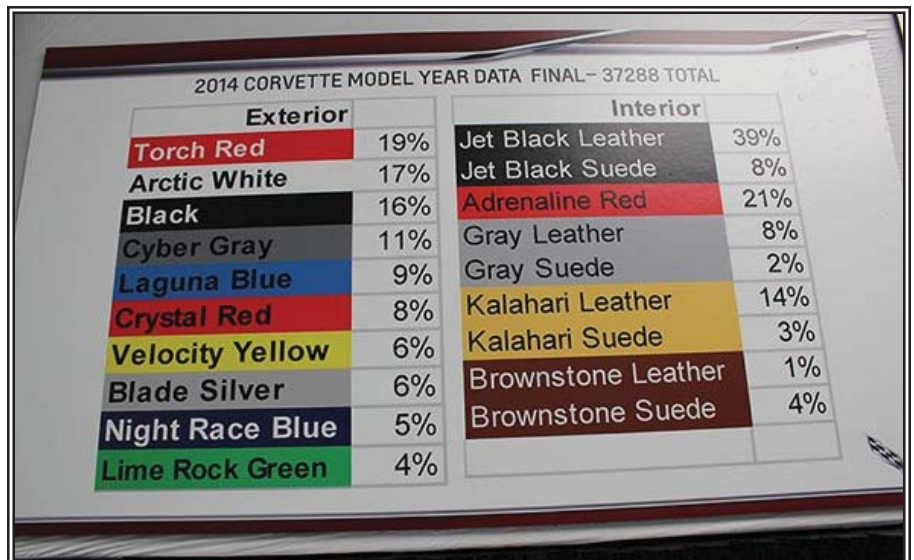 2014 CORVETTE MODEL YEAR DATA FINAL– 37288 TOTAL
Exterior
Torch Red 19%
Arctic White 17%
Black 16%
Cyber Gray 11%
Laguna Blue 9%
Crystal Red 8%
Velocity Yellow 6%
Blade Silver 6%
Night Race Blue 5%
Lime Rock Green 4%
Interior
Jet Black Leather 39%
Jet Black Suede 8%
Adrenaline Red 21%
Gray Leather 8%
Gray Suede 2%
Kalahari Leather 14%
Kalahari Suede 3%
Brownstone Leather 1%
Brownstone Suede 4%